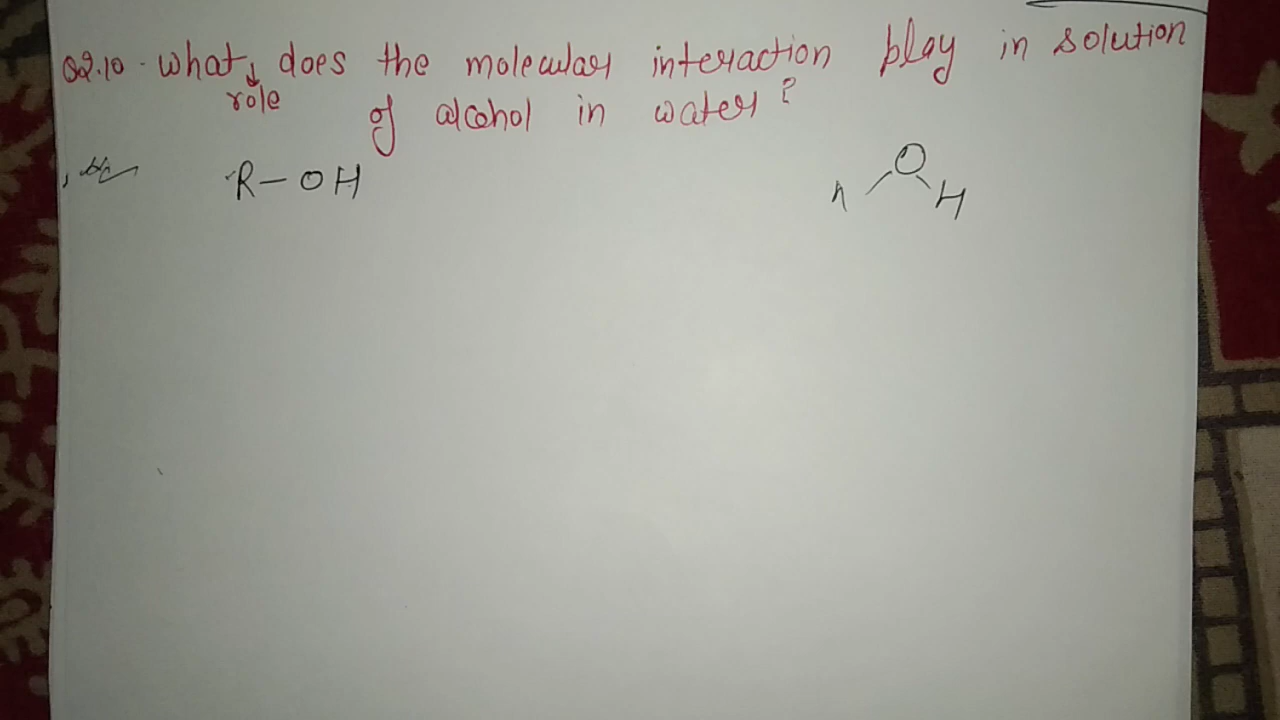 Q2.10. what does the molecular interaction play in solution
role
of alcohol in water?
R-OH
O
H